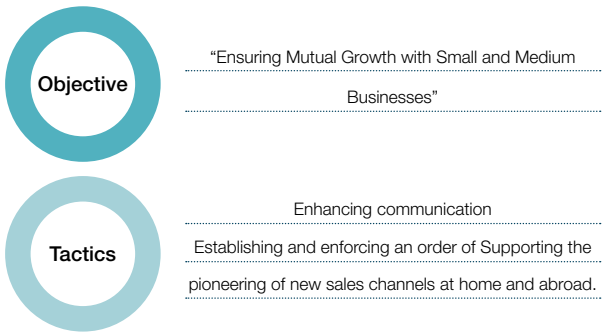 Objective
“Ensuring Mutual Growth with Small and Medium
Businesses”
Tactics
Enhancing communication
Establishing and enforcing an order of Supporting the
pioneering of new sales channels at home and abroad.